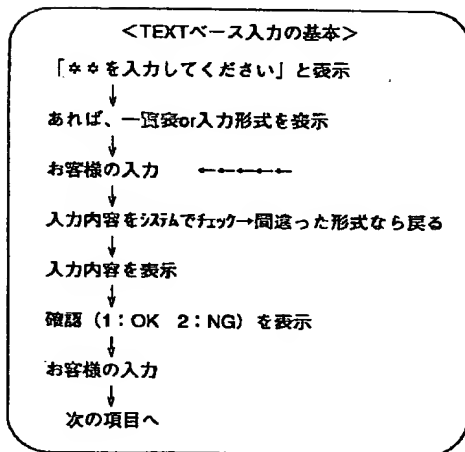 <TEXTベース入力の基本>
「**を入力してください」と表示
↓
あれば、一覧表or入力形式を表示
↓
お客様の入力 ←←←←←
↓
入力内容をシステムでチェック→間違った形式なら戻る
↓
入力内容を表示
↓
確認（1：OK 2：NG）を表示
↓
お客様の入力
↓
次の項目へ